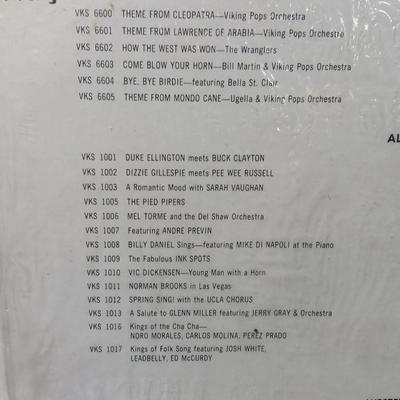 VKS 6600 THEME FROM CLEOPATRA—Viking Pops Orchestra
VKS 6601 THEME FROM LAWRENCE OF ARABIA—Viking Pops Orchestra
VKS 6602 HOW THE WEST WAS WON—The Wranglers
VKS 6603 COME BLOW YOUR HORN—Bill Martin & Viking Pops Orchestra
VKS 6604 BYE, BYE BIRDIE—featuring Bella St. Clair
VKS 6605 THEME FROM MONDO CANE—Ugella & Viking Pops Orchestra
AL
VKS 1001 DUKE ELLINGTON meets BUCK CLAYTON
VKS 1002 DIZZIE GILLESPIE meets PEE WEE RUSSELL
VKS 1003 A Romantic Mood with SARAH VAUGHAN
VKS 1005 THE PIED PIPERS
VKS 1006 MEL TORME and the Del Shaw Orchestra
VKS 1007 Featuring ANDRE PREVIN
VKS 1008 BILLY DANIEL Sings—featuring MIKE DI NAPOLI at the Piano
VKS 1009 The Fabulous INK SPOTS
VKS 1010 VIC DICKENSEN—Young Man with a Horn
VKS 1011 NORMAN BROOKS in Las Vegas
VKS 1012 SPRING SING! with the UCLA CHORUS
VKS 1013 A Salute to GLENN MILLER featuring JERRY GRAY & Orchestra
VKS 1016 Kings of the Cha Cha—
NORO MORALES, CARLOS MOLINA, PEREZ PRADO
VKS 1017 Kings of Folk Song featuring JOSH WHITE,
LEADBELLY, ED McCURDY